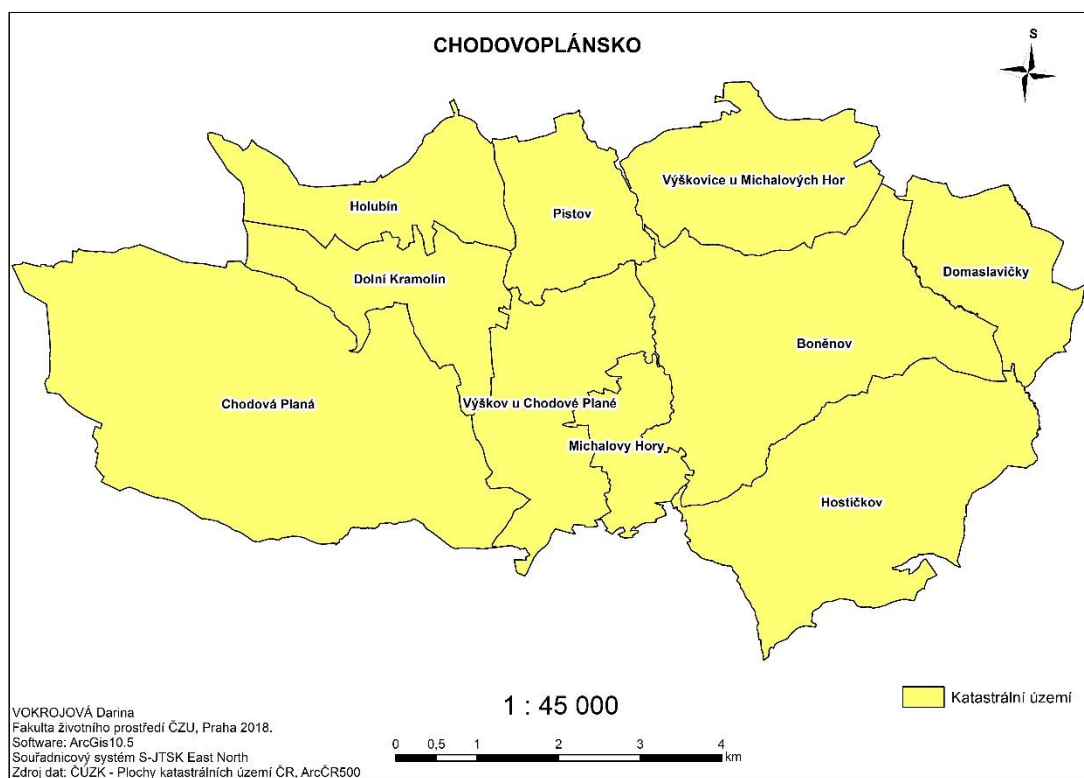 CHODOVOPLÁNSKO
S
Výškovice u Michalových Hor
Holubín
Pistov
Domaslavičky
Dolní Kramolín
Boněnov
Chodová Planá
Výškov u Chodové Plané
Michalovy Hory
Hostíčkov
1 : 45 000
Katastrální území
VOKROJOVÁ Darina
Fakulta životního prostředí ČZU, Praha 2018.
Software: ArcGis10.5
Souřadnicový systém S-JTSK East North
Zdroj dat: ČÚZK - Plochy katastrálních území ČR, ArcČR500
0 0,5 1 2 3 4
km